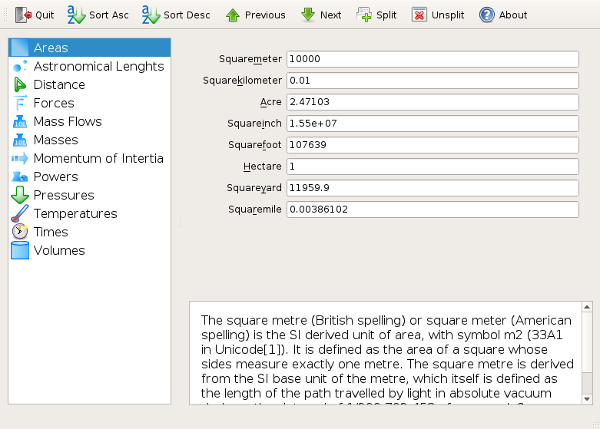 Quit Sort Asc Sort Desc Previous Next Split Unsplit About
Areas
Astronomical Lenghts
Distance
Forces
Mass Flows
Masses
Momentum of Intertia
Powers
Pressures
Temperatures
Times
Volumes
Squaremeter 10000
Squarekilometer 0.01
Acre 2.47103
Squareinch 1.55e+07
Squarefoot 107639
Hectare 1
Squareyard 11959.9
Squaremile 0.00386102
The square metre (British spelling) or square meter (American
spelling) is the SI derived unit of area, with symbol m2 (33A1
in Unicode[1]). It is defined as the area of a square whose
sides measure exactly one metre. The square metre is derived
from the SI base unit of the metre, which itself is defined as
the length of the path travelled by light in absolute vacuum